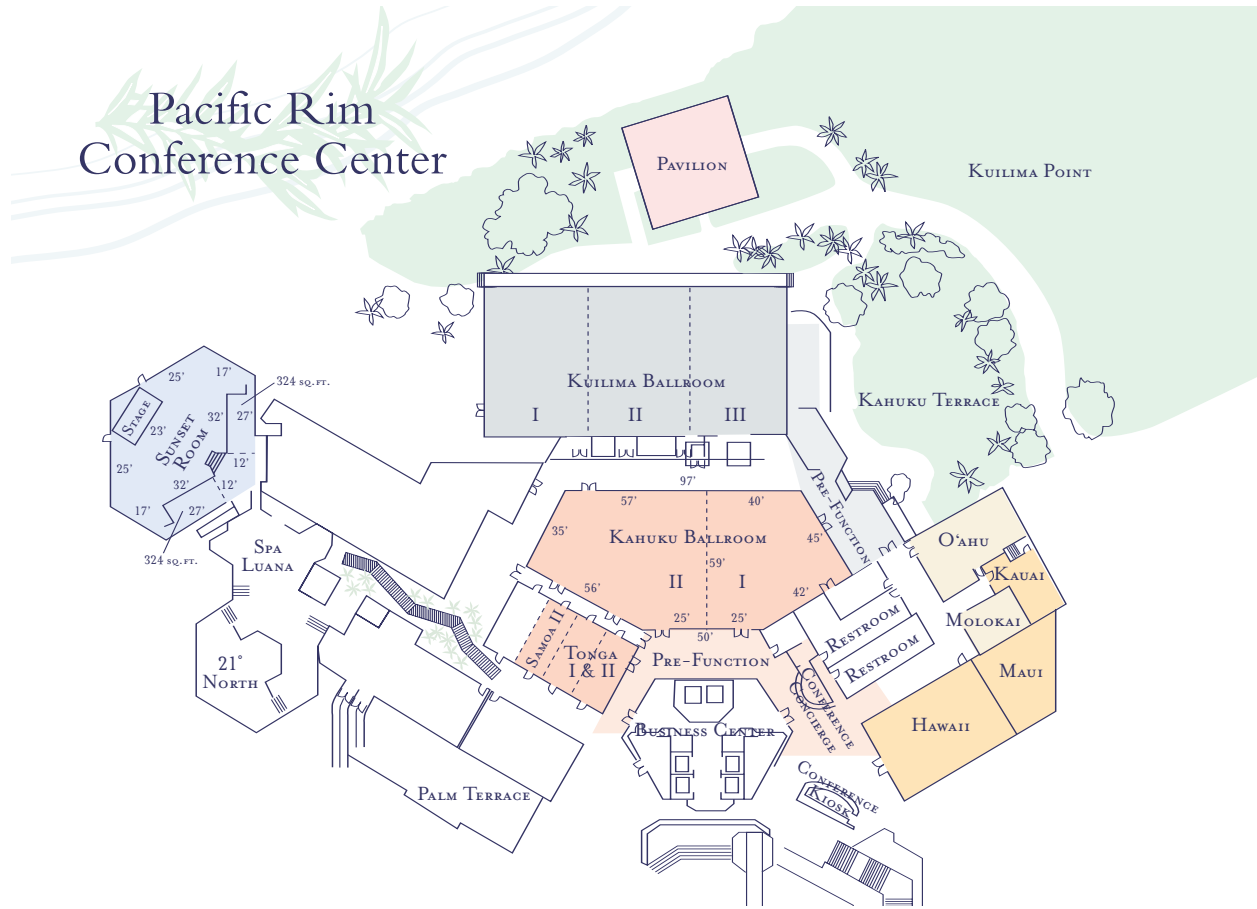 Pacific Rim
Conference Center
Pavilion
Kuilima Point
Kuilima Ballroom
I
II
III
Kahuku Terrace
25’
17’
324 sq.ft.
Stage
23’
32’
27’
Sunset
Room
25’
12’
32’
12’
17’
27’
324 sq.ft.
97’
57’
40’
35’
Kahuku Ballroom
45’
59’
II
I
56’
42’
25’
25’
50’
Pre-Function
O‘ahu
Kauai
Molokai
Maui
Hawaii
Restroom
Restroom
Spa
Luana
21°
North
Samoa II
Tonga
I & II
Pre-Function
Conference
Concierge
Business Center
Palm Terrace
Conference
Kiosk